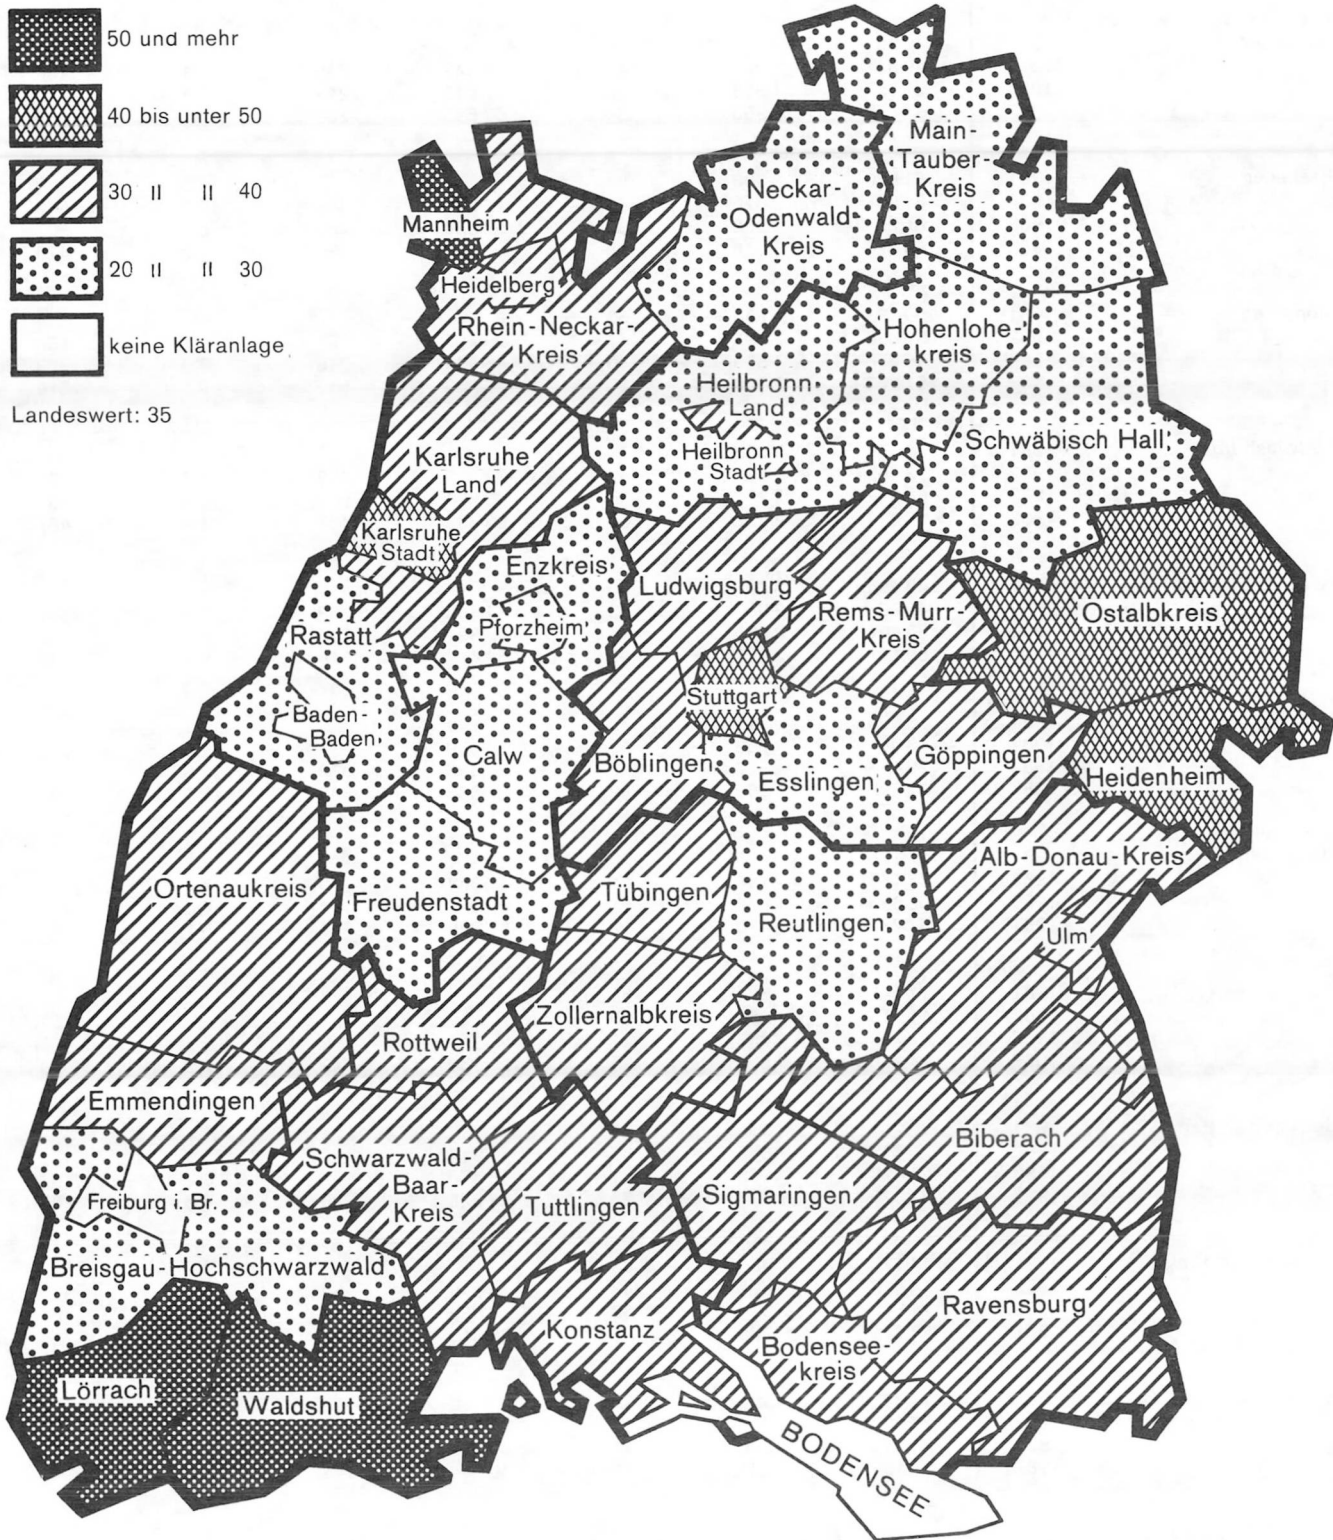 50 und mehr
40 bis unter 50
30 " " 40
20 " " 30
keine Kläranlage
Landeswert: 35
Main-
Tauber-
Kreis
Neckar-
Odenwald-
Kreis
Mannheim
Heidelberg
Rhein-Neckar-
Kreis
Hohenlohe-
kreis
Heilbronn
Land
Heilbronn
Stadt
Schwäbisch Hall
Karlsruhe
Land
Karlsruhe
Stadt
Enzkreis
Pforzheim
Ludwigsburg
Rems-Murr-
Kreis
Ostalbkreis
Rastatt
Baden-
Baden
Stuttgart
Calw
Böblingen
Esslingen
Göppingen
Heidenheim
Alb-Donau-Kreis
Ortenaukreis
Freudenstadt
Tübingen
Reutlingen
Ulm
Rottweil
Zollernalbkreis
Emmendingen
Schwarzwald-
Baar-
Kreis
Biberach
Freiburg i. Br.
Tuttlingen
Sigmaringen
Breisgau-Hochschwarzwald
Ravensburg
Konstanz
Bodensee-
kreis
Lörrach
Waldshut
BODENSEE